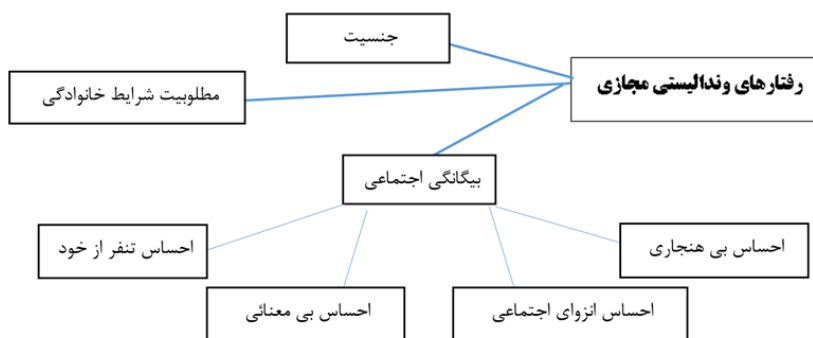 جنسیت
رفتارهای وندالیستی مجازی
مطلوبیت شرایط خانوادگی
بیگانگی اجتماعی
احساس بی هنجاری
احساس تنفر از خود
احساس انزوای اجتماعی
احساس بی معنائی